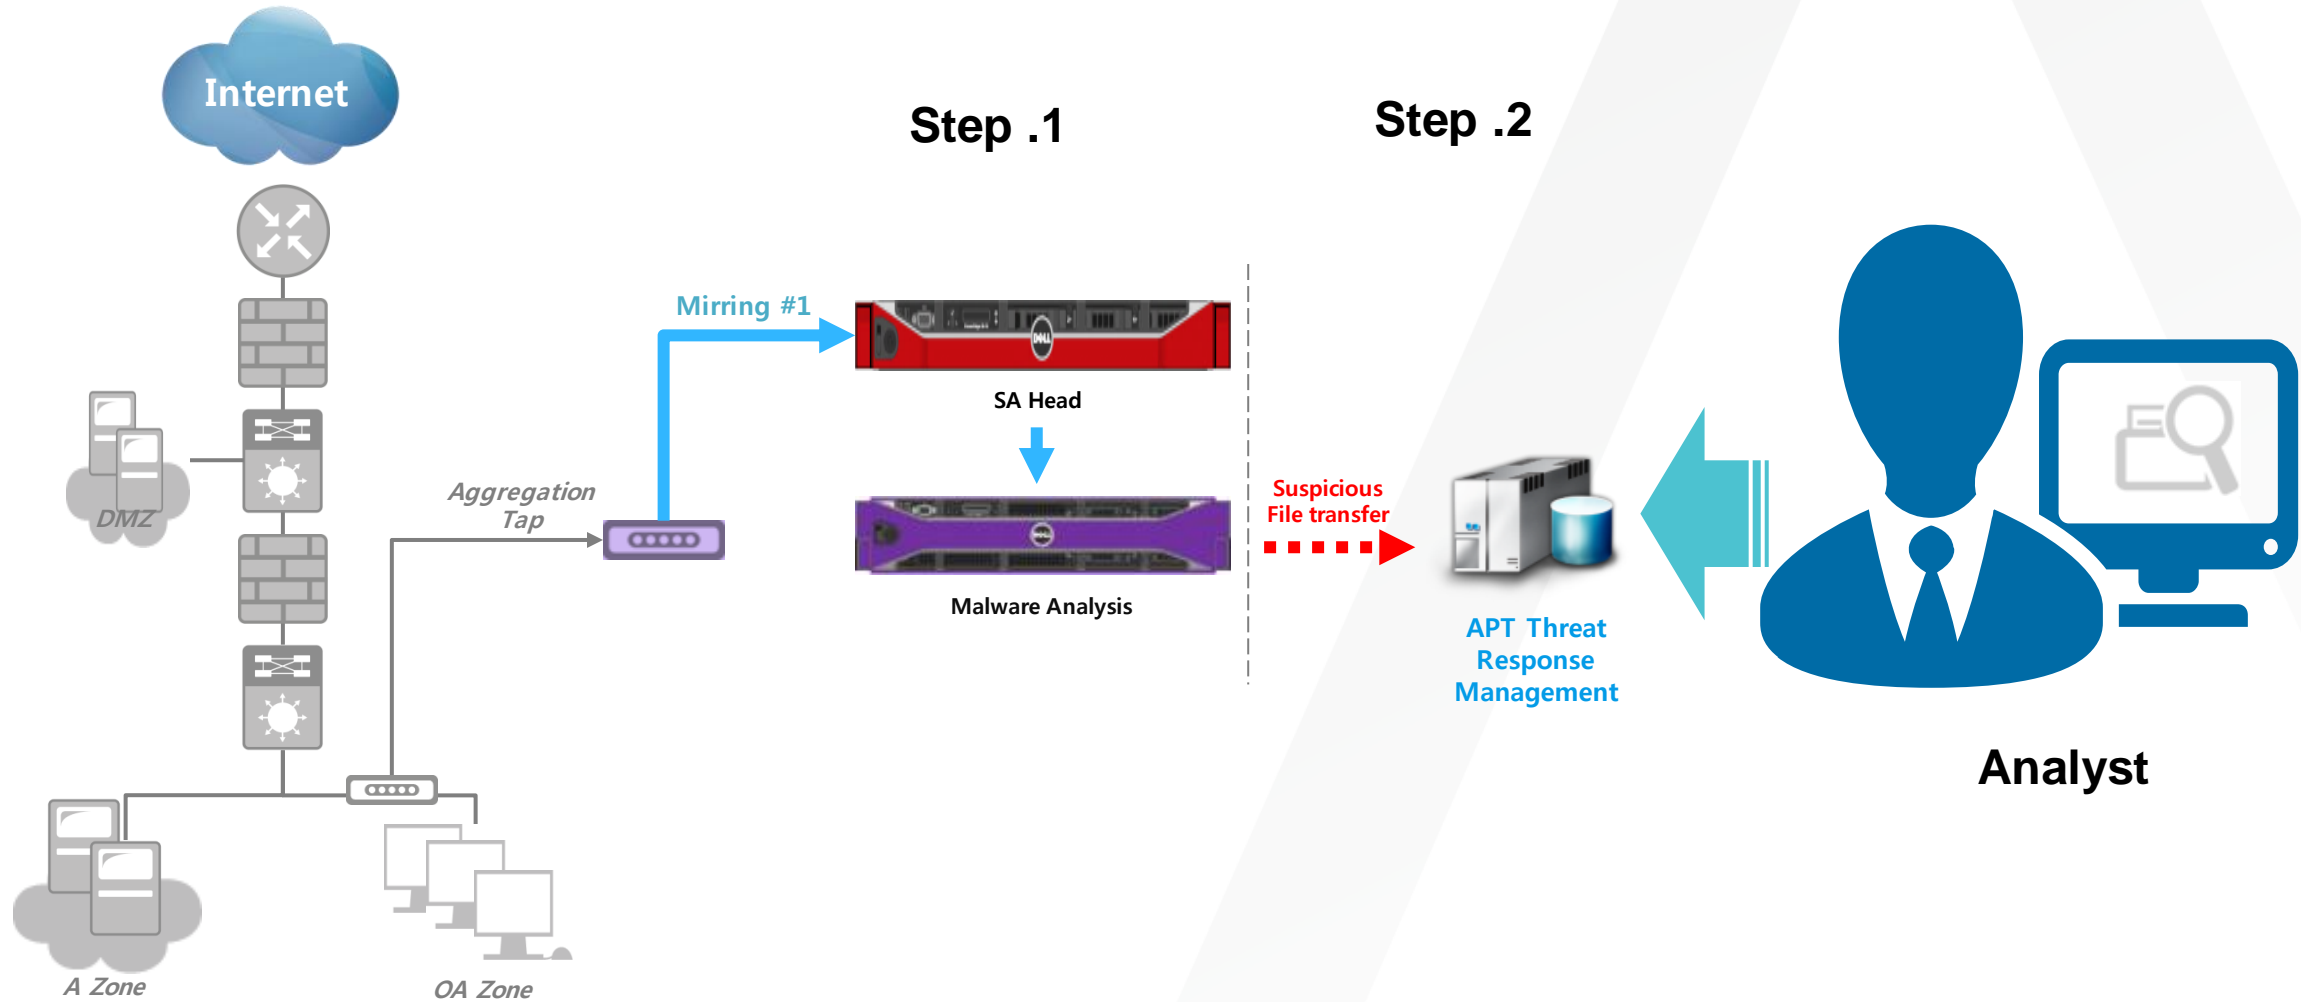 Internet
Step .1
Step .2
Mirring #1
DELL
SA Head
Aggregation
Tap
DMZ
Suspicious
File transfer
Malware Analysis
APT Threat
Response
Management
Analyst
A Zone
OA Zone